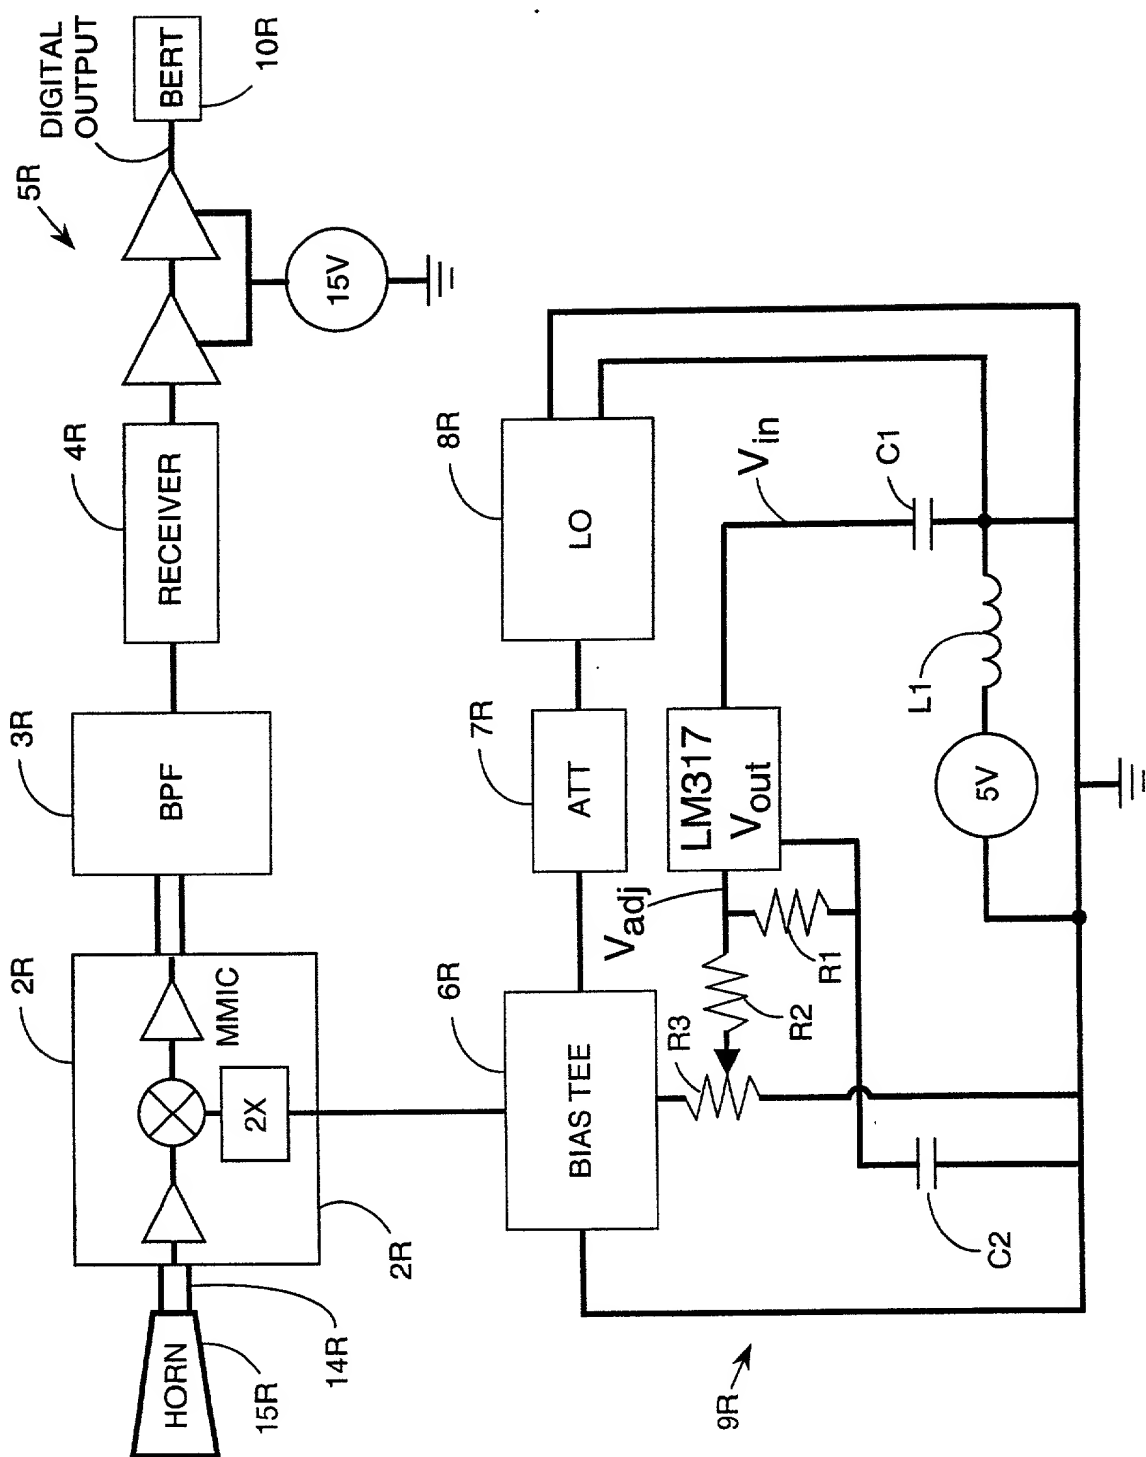 DIGITAL
OUTPUT
5R
BERT
10R
15V
4R
RECEIVER
3R
BPF
2R
MMIC
2X
2R
HORN
15R
14R
8R
LO
7R
ATT
6R
BIAS TEE
Vin
C1
L1
5V
LM317
Vout
Vadj
R1
R2
R3
C2
9R